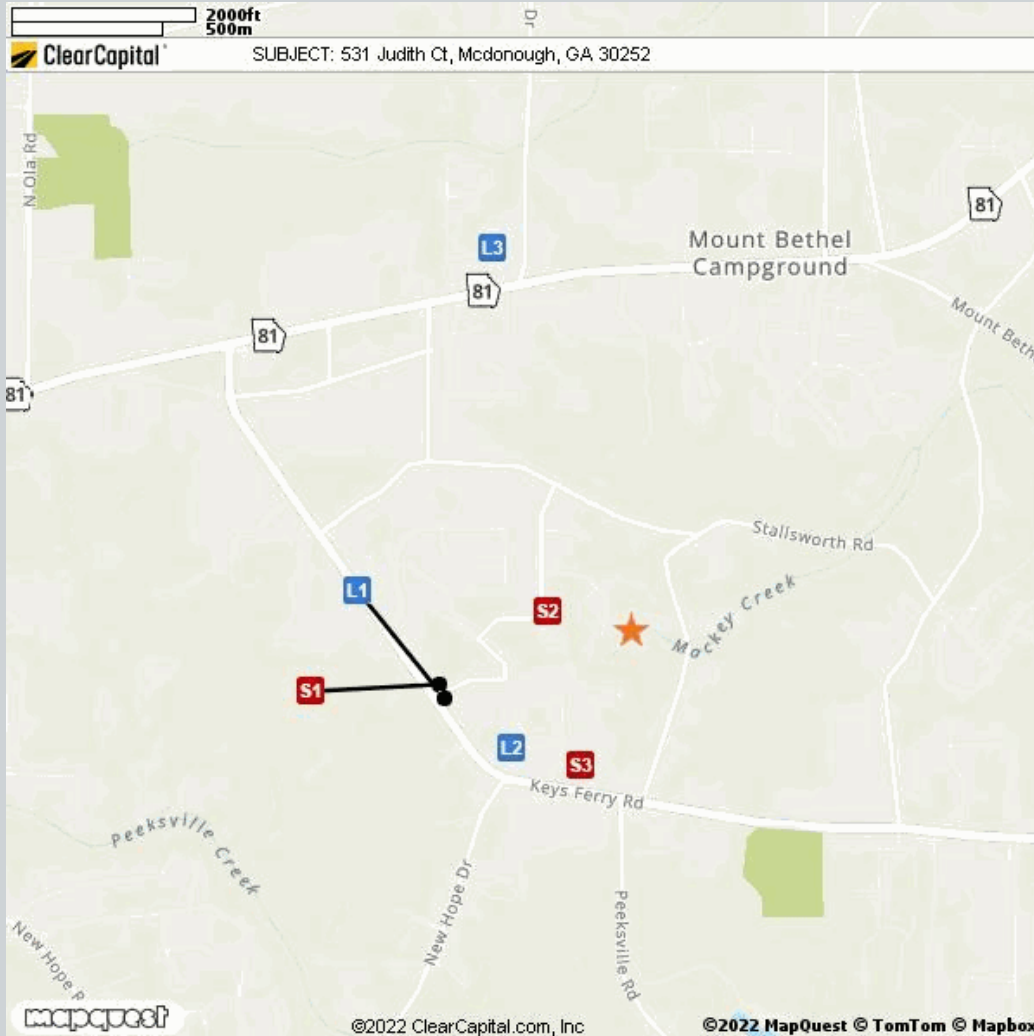 2000ft
500m
Dr
ClearCapital
SUBJECT: 531 Judith Ct, Mcdonough, GA 30252
N Ola Rd
81
L3
Mount Bethel
Campground
81
81
81
Mount Beth
Stallsworth Rd
L1
S2
Mackey Creek
S1
L2
S3
Keys Ferry Rd
Peeksville Creek
New Hope Dr
Peeksville Rd
New Hope R
mapquest
©2022 ClearCapital.com, Inc
©2022 MapQuest © TomTom © Mapbo